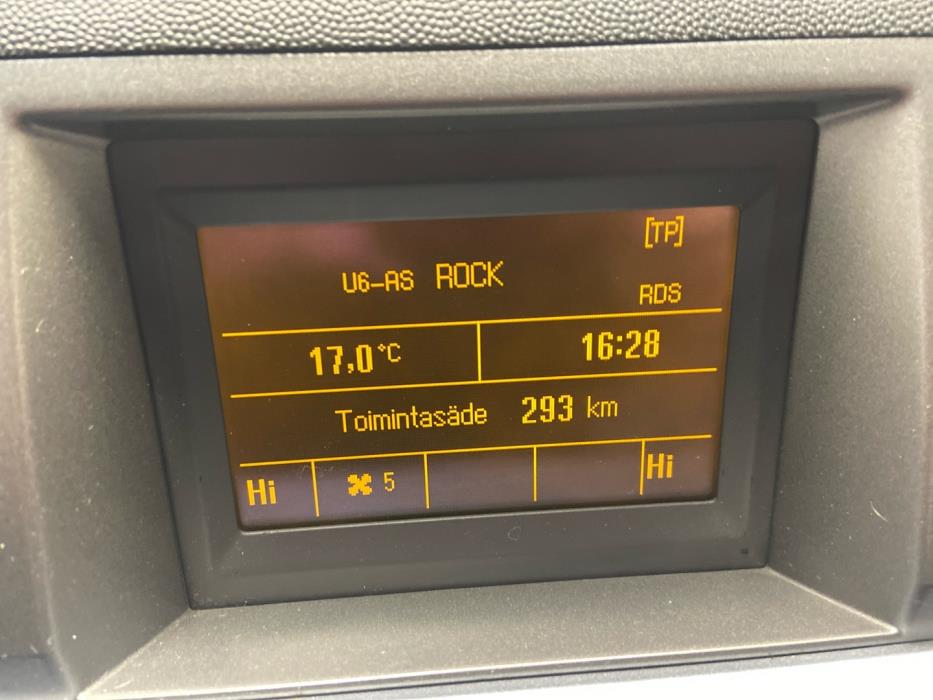 [TP]
U6-AS ROCK
RDS
17,0°C 16:28
Toimintasäde 293 km
Hi 5 Hi